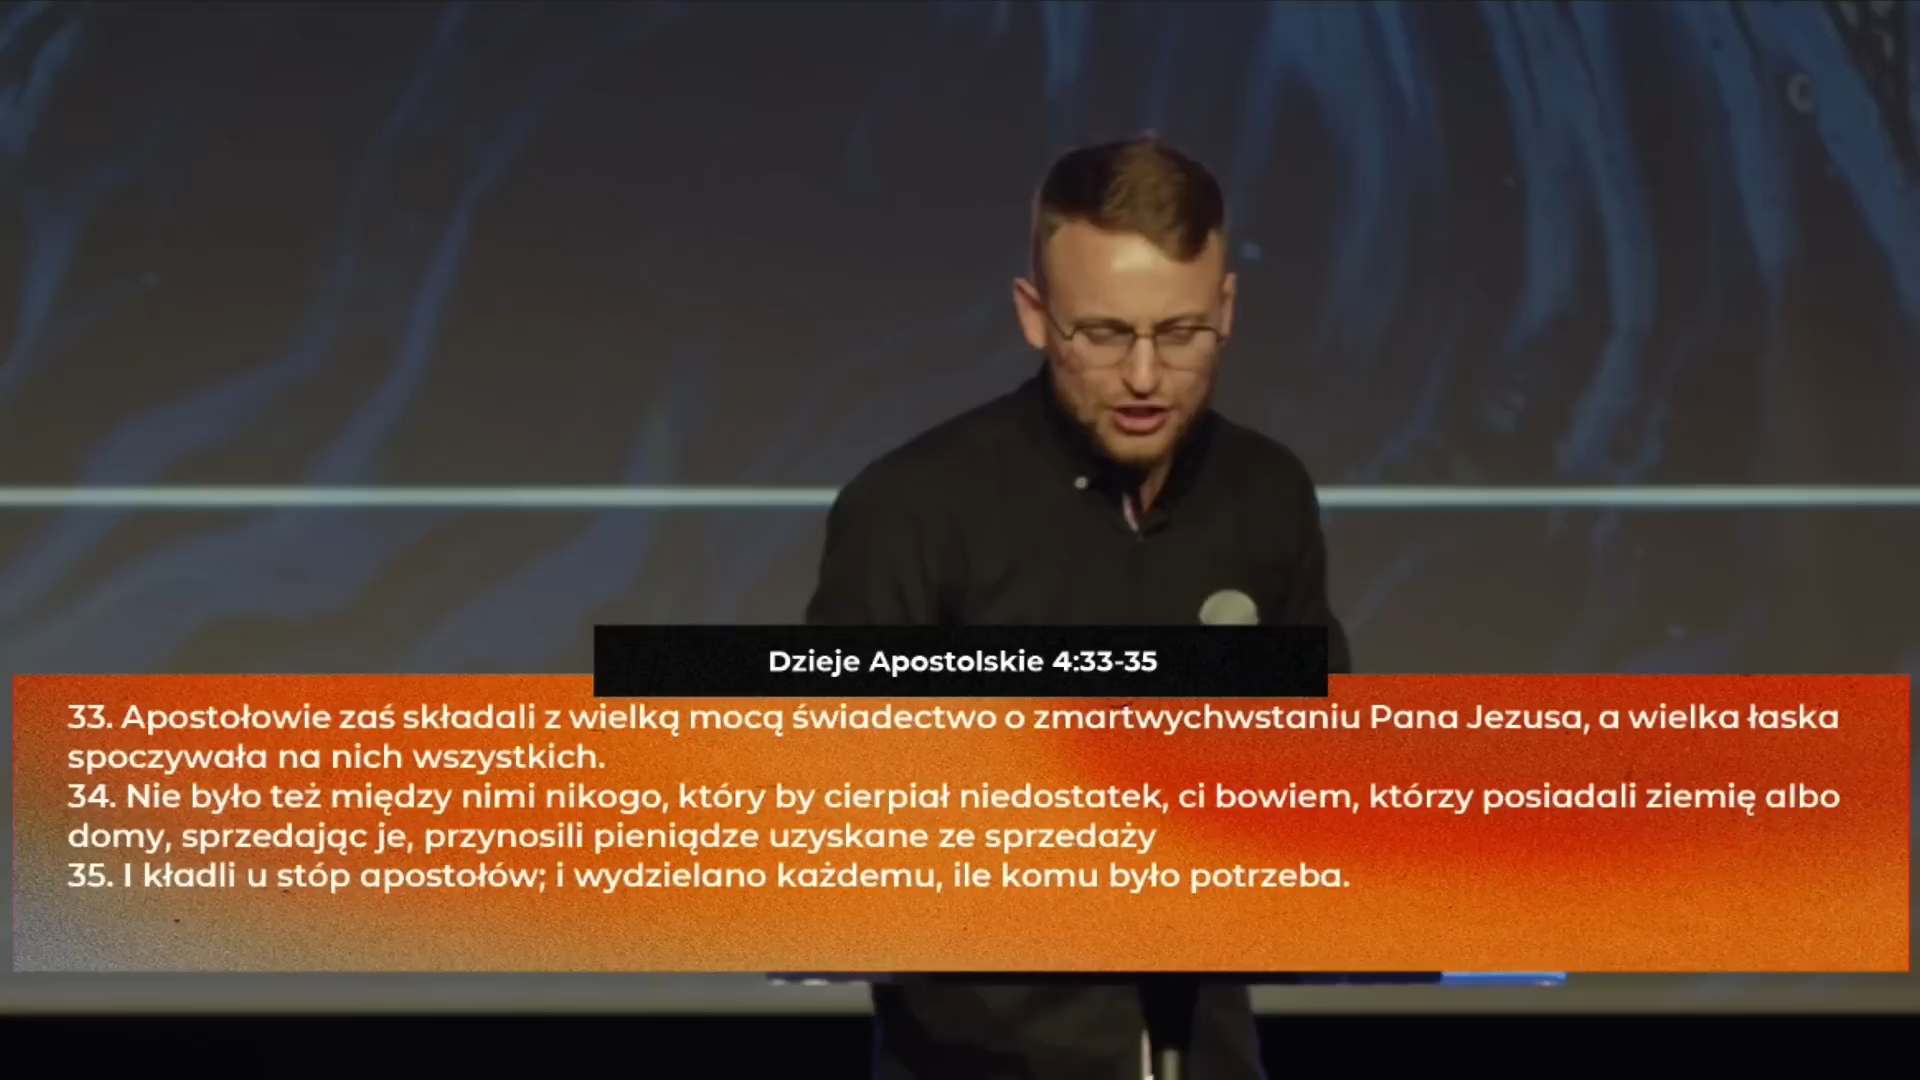 Dzieje Apostolskie 4:33-35
33. Apostołowie zaś składali z wielką mocą świadectwo o zmartwychwstaniu Pana Jezusa, a wielka łaska
spoczywała na nich wszystkich.
34. Nie było też między nimi nikogo, który by cierpiał niedostatek, ci bowiem, którzy posiadali ziemię albo
domy, sprzedając je, przynosili pieniądze uzyskane ze sprzedaży
35. I kładli u stóp apostołów; i wydzielano każdemu, ile komu było potrzeba.